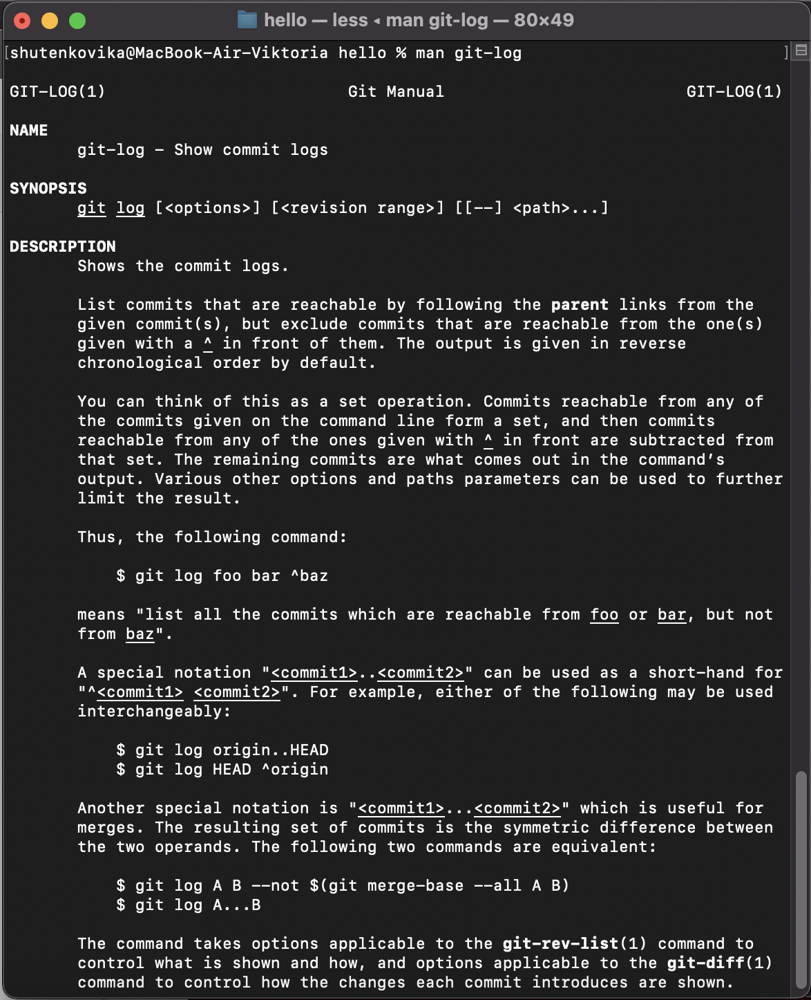 hello — less ◂ man git-log — 80×49
[shutenkovika@MacBook-Air-Viktoria hello % man git-log ]
GIT-LOG(1) Git Manual GIT-LOG(1)
NAME
git-log - Show commit logs
SYNOPSIS
git log [<options>] [<revision range>] [[--] <path>...]
DESCRIPTION
Shows the commit logs.
List commits that are reachable by following the parent links from the
given commit(s), but exclude commits that are reachable from the one(s)
given with a ^ in front of them. The output is given in reverse
chronological order by default.
You can think of this as a set operation. Commits reachable from any of
the commits given on the command line form a set, and then commits
reachable from any of the ones given with ^ in front are subtracted from
that set. The remaining commits are what comes out in the command’s
output. Various other options and paths parameters can be used to further
limit the result.
Thus, the following command:
$ git log foo bar ^baz
means "list all the commits which are reachable from foo or bar, but not
from baz".
A special notation "<commit1>..<commit2>" can be used as a short-hand for
"^<commit1> <commit2>". For example, either of the following may be used
interchangeably:
$ git log origin..HEAD
$ git log HEAD ^origin
Another special notation is "<commit1>...<commit2>" which is useful for
merges. The resulting set of commits is the symmetric difference between
the two operands. The following two commands are equivalent:
$ git log A B --not $(git merge-base --all A B)
$ git log A...B
The command takes options applicable to the git-rev-list(1) command to
control what is shown and how, and options applicable to the git-diff(1)
command to control how the changes each commit introduces are shown.